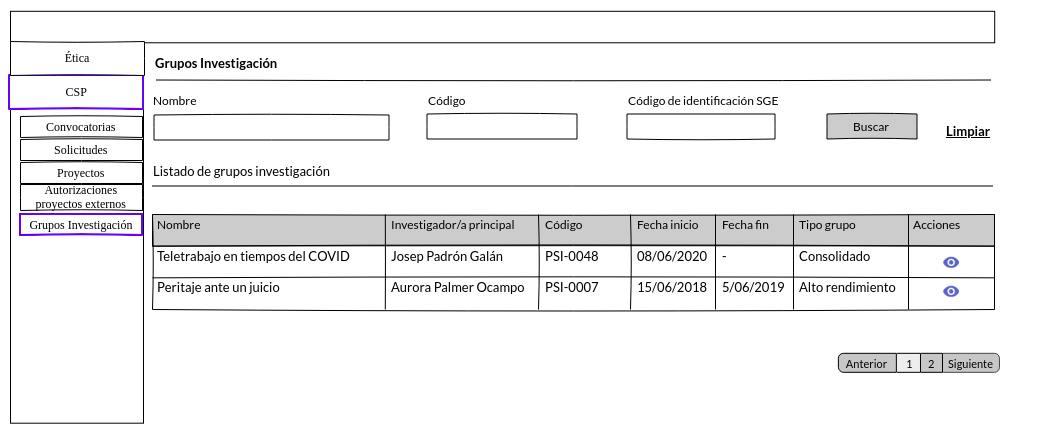 Ética
CSP
Convocatorias
Solicitudes
Proyectos
Autorizaciones
proyectos externos
Grupos Investigación
Grupos Investigación
Nombre Código Código de identificación SGE
Buscar Limpiar
Listado de grupos investigación
Nombre Investigador/a principal Código Fecha inicio Fecha fin Tipo grupo Acciones
Teletrabajo en tiempos del COVID Josep Padrón Galán PSI-0048 08/06/2020 - Consolidado
Peritaje ante un juicio Aurora Palmer Ocampo PSI-0007 15/06/2018 5/06/2019 Alto rendimiento
Anterior 1 2 Siguiente